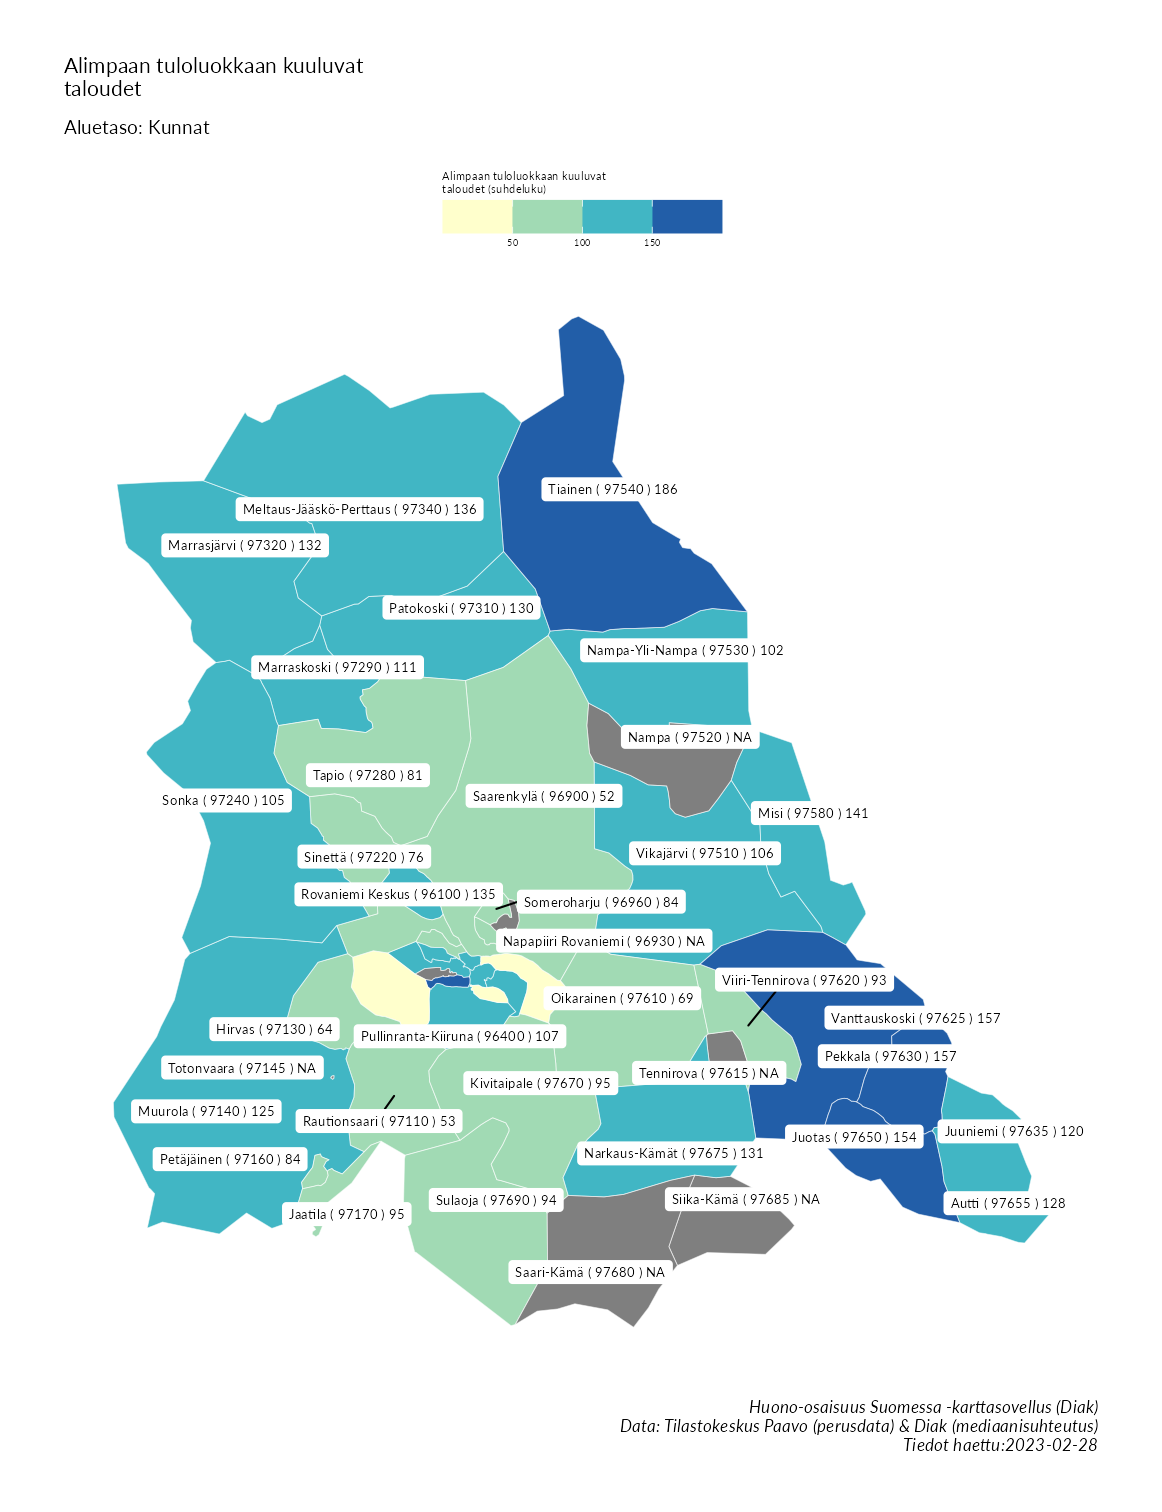 Alimpaan tuloluokkaan kuuluvat
taloudet
Aluetaso: Kunnat
Alimpaan tuloluokkaan kuuluvat
taloudet (suhdeluku)
50 100 150
Tiainen ( 97540 ) 186
Meltaus-Jääskö-Perttaus ( 97340 ) 136
Marrasjärvi ( 97320 ) 132
Patokoski ( 97310 ) 130
Nampa-Yli-Nampa ( 97530 ) 102
Marraskoski ( 97290 ) 111
Nampa ( 97520 ) NA
Tapio ( 97280 ) 81
Saarenkylä ( 96900 ) 52
Sonka ( 97240 ) 105
Misi ( 97580 ) 141
Vikajärvi ( 97510 ) 106
Sinettä ( 97220 ) 76
Rovaniemi Keskus ( 96100 ) 135
Someroharju ( 96960 ) 84
Napapiiri Rovaniemi ( 96930 ) NA
Viiri-Tennirova ( 97620 ) 93
Oikarainen ( 97610 ) 69
Vanttauskoski ( 97625 ) 157
Hirvas ( 97130 ) 64
Pullinranta-Kiiruna ( 96400 ) 107
Pekkala ( 97630 ) 157
Totonvaara ( 97145 ) NA
Tennirova ( 97615 ) NA
Kivitaipale ( 97670 ) 95
Muurola ( 97140 ) 125
Rautionsaari ( 97110 ) 53
Juuniemi ( 97635 ) 120
Juotas ( 97650 ) 154
Narkaus-Kämät ( 97675 ) 131
Petäjäinen ( 97160 ) 84
Sulaoja ( 97690 ) 94
Siika-Kämä ( 97685 ) NA
Autti ( 97655 ) 128
Jaatila ( 97170 ) 95
Saari-Kämä ( 97680 ) NA
Huono-osaisuus Suomessa -karttasovellus (Diak)
Data: Tilastokeskus Paavo (perusdata) & Diak (mediaanisuhteutus)
Tiedot haettu:2023-02-28